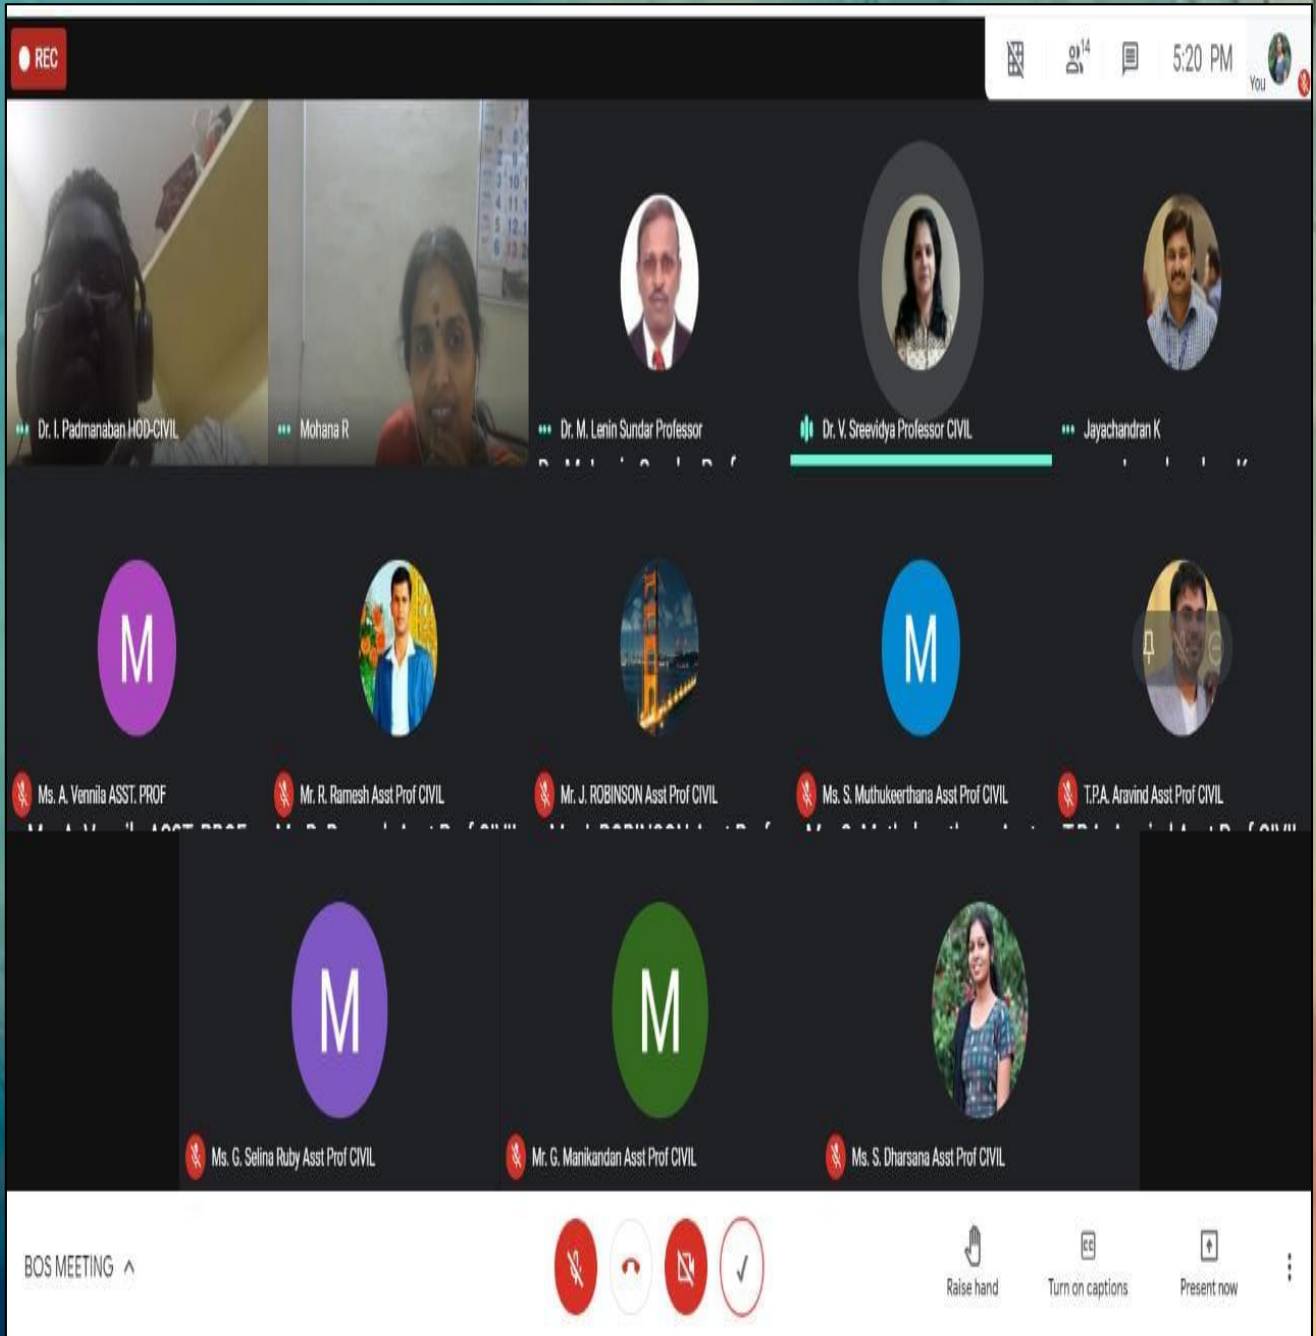 REC
14
5:20 PM
You
Dr. I. Padmanaban HOD-CIVIL
Mohana R
Dr. M. Lenin Sundar Professor
Dr. V. Sreevidya Professor CIVIL
Jayachandran K
M
M
Ms. A. Vennila ASST. PROF
Mr. R. Ramesh Asst Prof CIVIL
Mr. J. ROBINSON Asst Prof CIVIL
Ms. S. Muthukeerthana Asst Prof CIVIL
T.P.A. Aravind Asst Prof CIVIL
M
M
Ms. G. Selina Ruby Asst Prof CIVIL
Mr. G. Manikandan Asst Prof CIVIL
Ms. S. Dharsana Asst Prof CIVIL
BOS MEETING
Raise hand
CC
Turn on captions
Present now